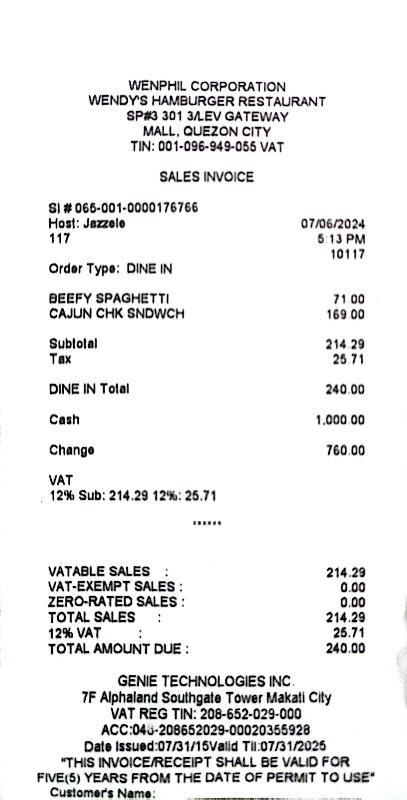 WENPHIL CORPORATION
WENDY'S HAMBURGER RESTAURANT
SP#3 301 3/LEV GATEWAY
MALL, QUEZON CITY
TIN: 001-096-949-055 VAT
SALES INVOICE
SI # 065-001-0000176766
Host: Jazzele 07/06/2024
117 5:13 PM
10117
Order Type: DINE IN
BEEFY SPAGHETTI 71.00
CAJUN CHK SNDWCH 169.00
Subtotal 214.29
Tax 25.71
DINE IN Total 240.00
Cash 1,000.00
Change 760.00
VAT
12% Sub: 214.29 12%: 25.71
******
VATABLE SALES : 214.29
VAT-EXEMPT SALES : 0.00
ZERO-RATED SALES : 0.00
TOTAL SALES : 214.29
12% VAT : 25.71
TOTAL AMOUNT DUE : 240.00
GENIE TECHNOLOGIES INC.
7F Alphaland Southgate Tower Makati City
VAT REG TIN: 208-652-029-000
ACC:043-208652029-00020355928
Date Issued:07/31/15Valid Til:07/31/2025
"THIS INVOICE/RECEIPT SHALL BE VALID FOR
FIVE(5) YEARS FROM THE DATE OF PERMIT TO USE"
Customer's Name: